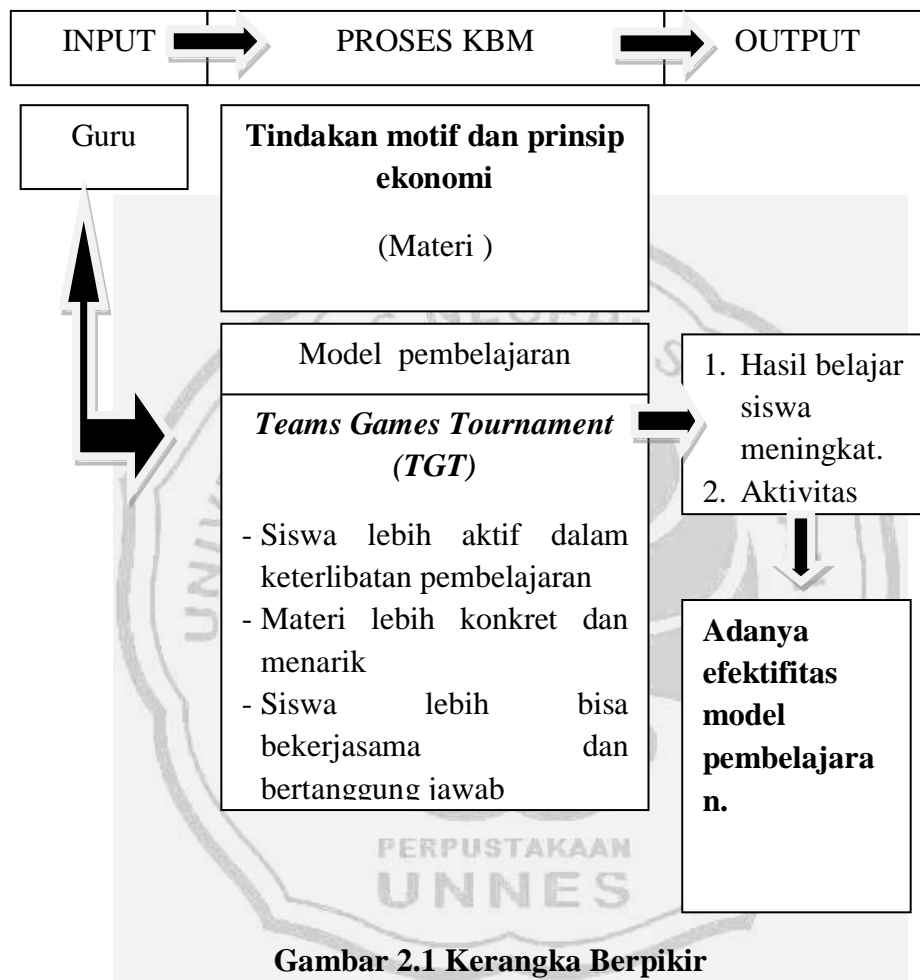 INPUT PROSES KBM OUTPUT
Guru
Tindakan motif dan prinsip
ekonomi
(Materi )
Model pembelajaran
Teams Games Tournament
(TGT)
- Siswa lebih aktif dalam
keterlibatan pembelajaran
- Materi lebih konkret dan
menarik
- Siswa lebih bisa
bekerjasama dan
bertanggung jawab
1. Hasil belajar
siswa
meningkat.
2. Aktivitas
Adanya
efektifitas
model
pembelajara
n.
PERPUSTAKAAN
UNNES
Gambar 2.1 Kerangka Berpikir